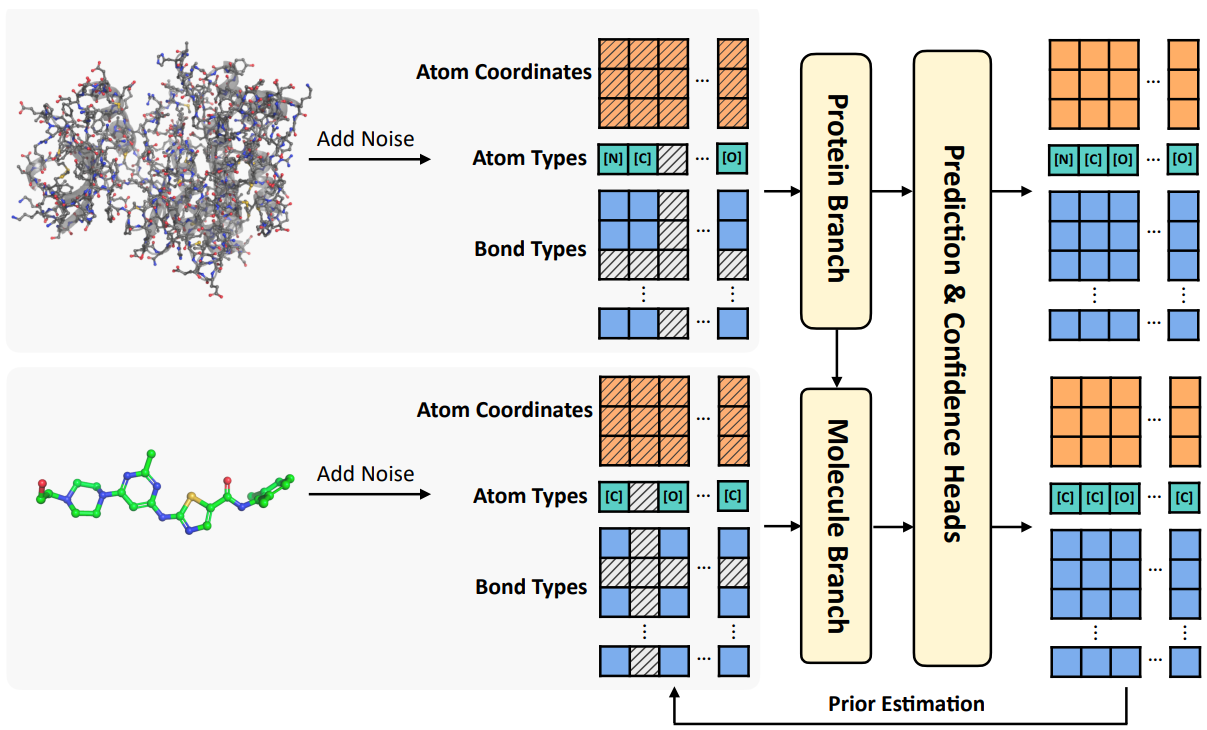 Atom Coordinates
...
Add Noise
Atom Types
[N] [C] ... [O]
[N] [C] [O] ... [O]
Bond Types
...
...
Protein Branch
Prediction & Confidence Heads
Atom Coordinates
...
Add Noise
Atom Types
[C] [O] ... [C]
[C] [C] [O] ... [C]
Bond Types
...
...
Molecule Branch
Prior Estimation